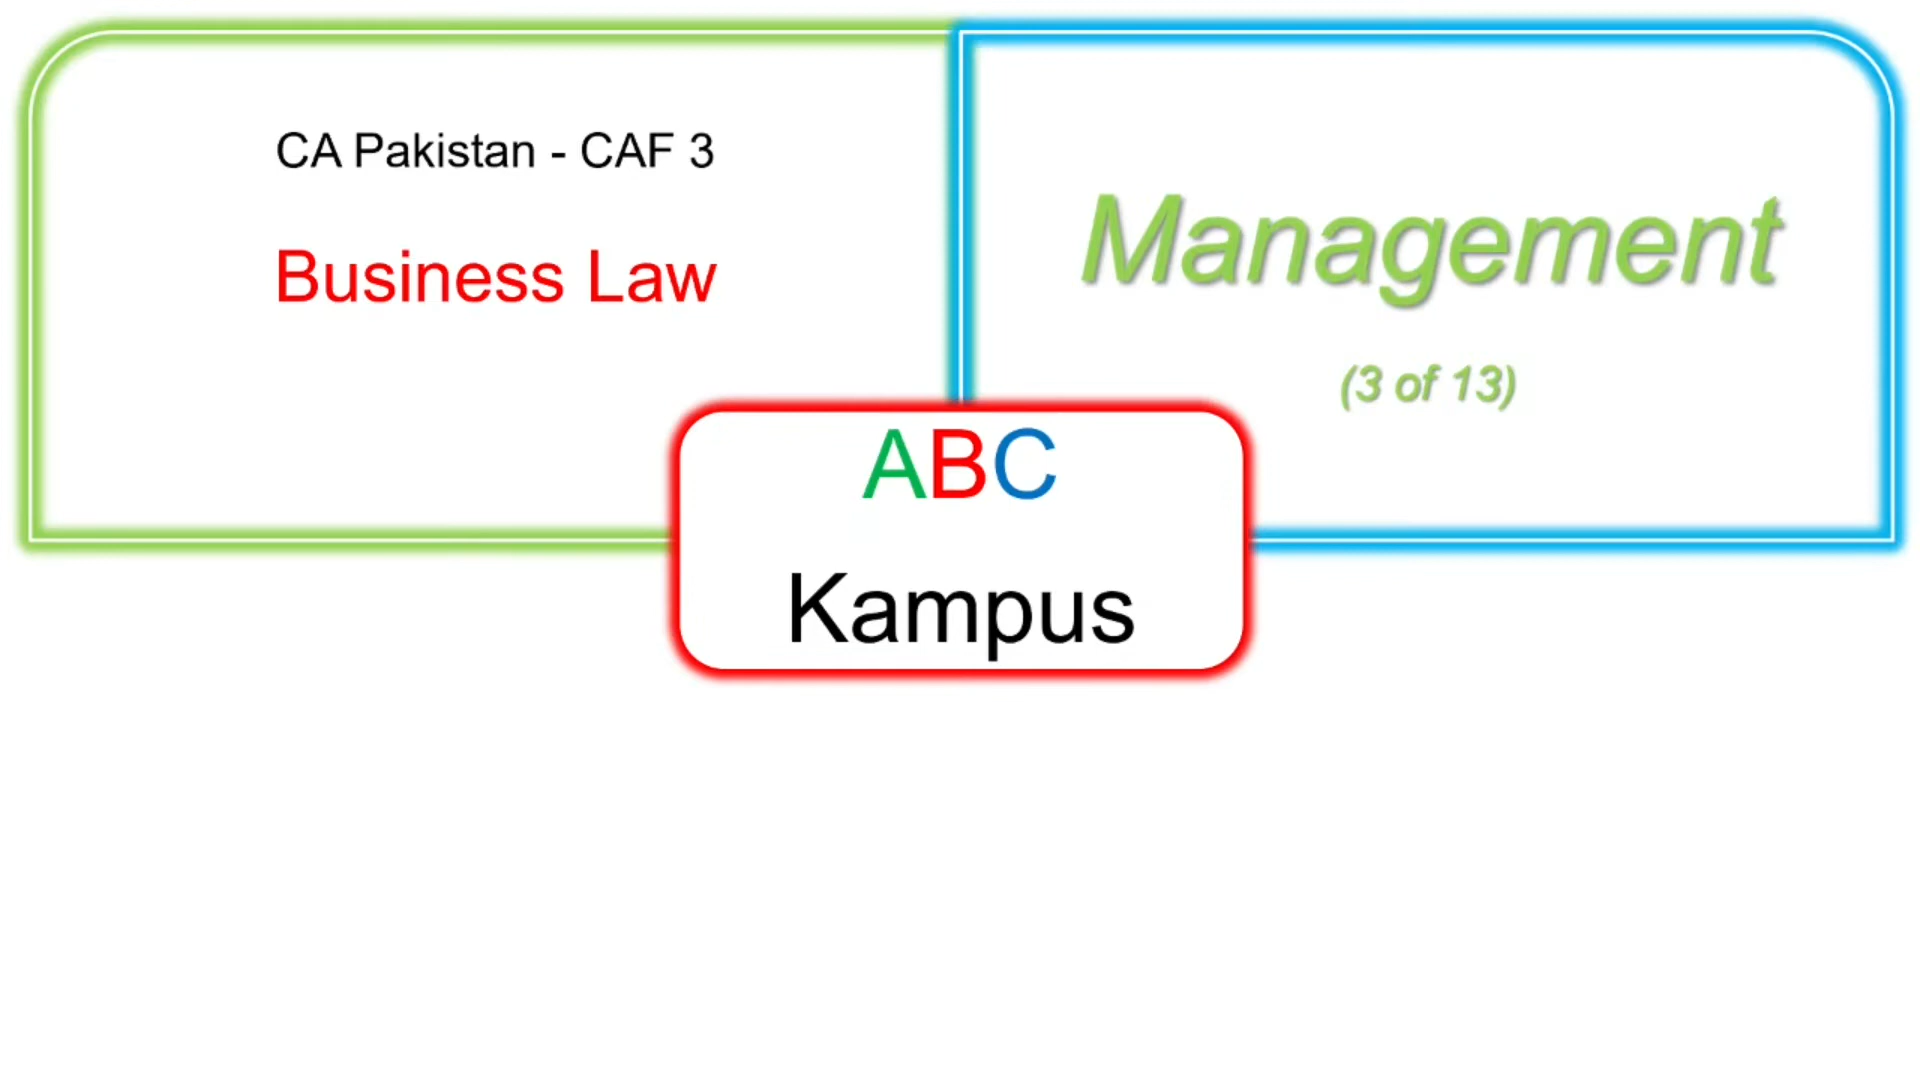 CA Pakistan - CAF 3
Business Law
Management
(3 of 13)
ABC
Kampus